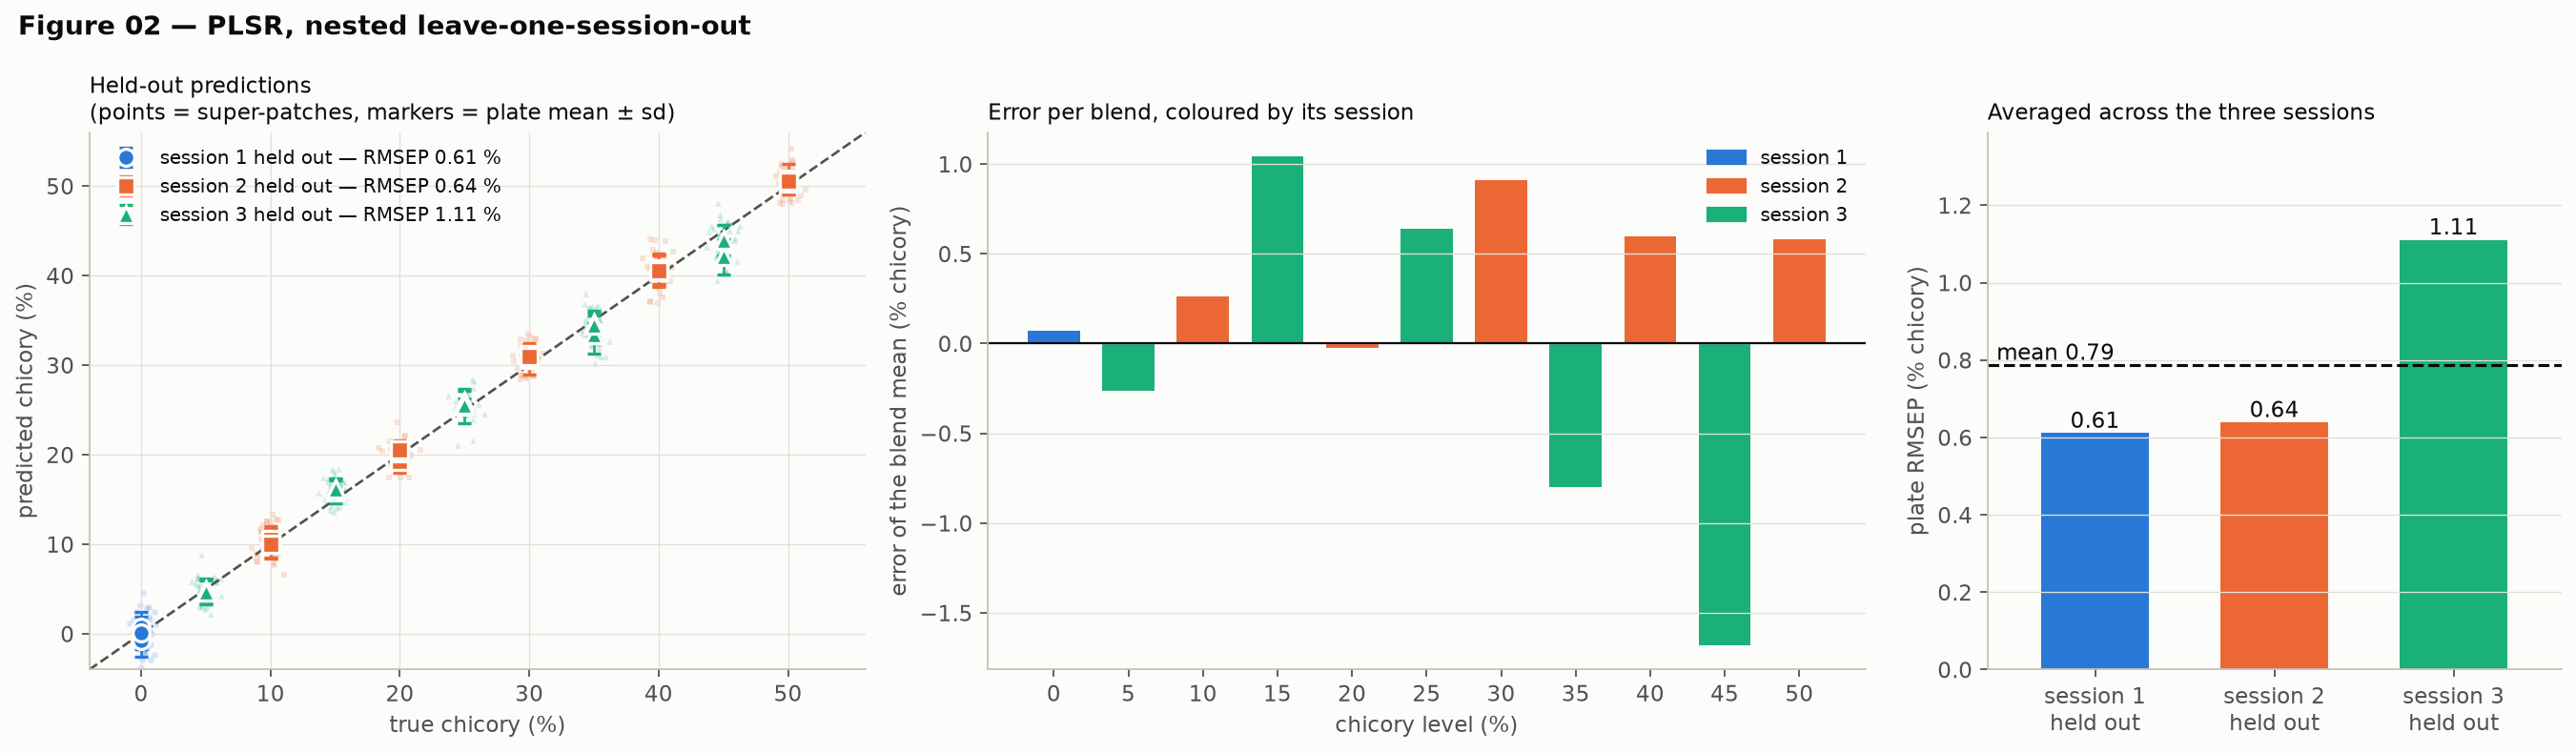 Figure 02 — PLSR, nested leave-one-session-out
Held-out predictions
(points = super-patches, markers = plate mean ± sd)
session 1 held out — RMSEP 0.61 %
session 2 held out — RMSEP 0.64 %
session 3 held out — RMSEP 1.11 %
predicted chicory (%)
50
40
30
20
10
0
0 10 20 30 40 50
true chicory (%)
Error per blend, coloured by its session
session 1
session 2
session 3
error of the blend mean (% chicory)
1.0
0.5
0.0
−0.5
−1.0
−1.5
0 5 10 15 20 25 30 35 40 45 50
chicory level (%)
Averaged across the three sessions
plate RMSEP (% chicory)
1.2
1.0
0.8
0.6
0.4
0.2
0.0
mean 0.79
0.61
0.64
1.11
session 1
held out
session 2
held out
session 3
held out